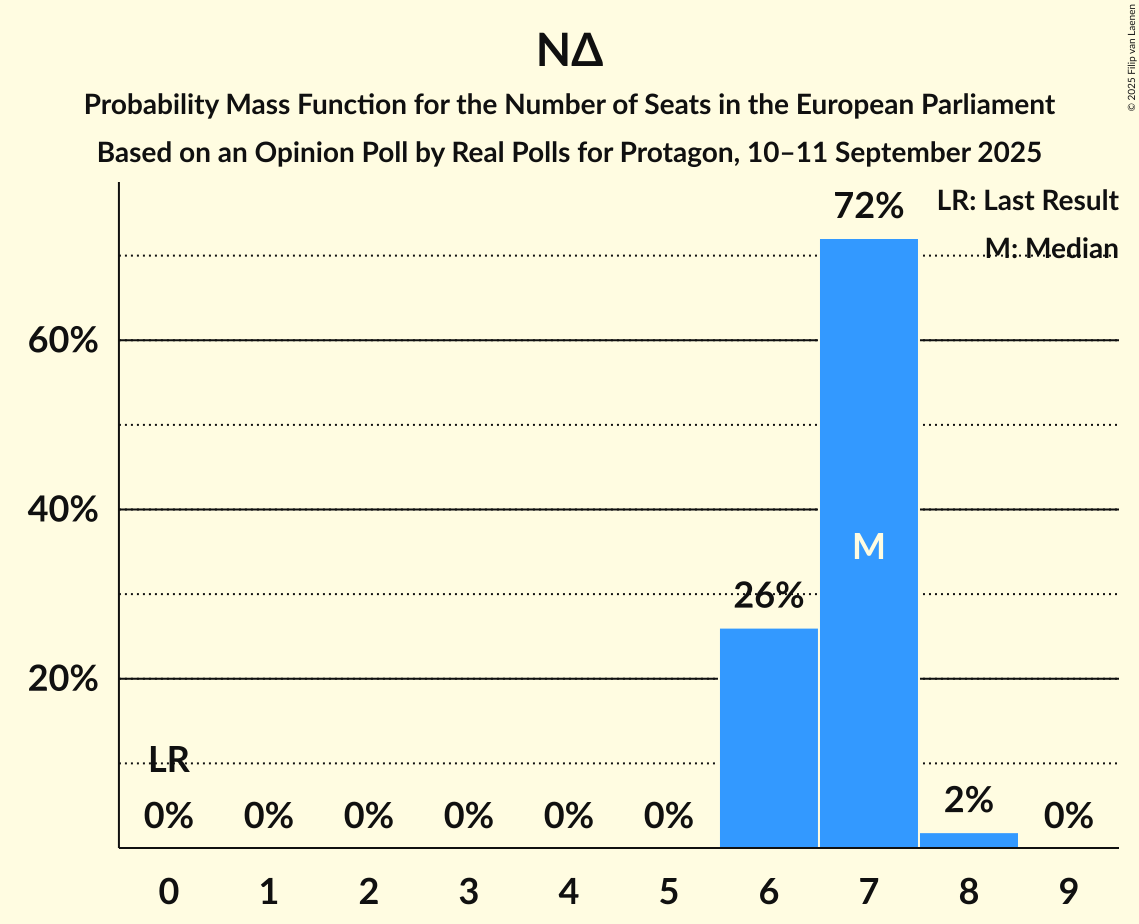 ΝΔ
Probability Mass Function for the Number of Seats in the European Parliament
Based on an Opinion Poll by Real Polls for Protagon, 10–11 September 2025
© 2025 Filip van Laenen
LR: Last Result
M: Median
72%
60%
40%
M
26%
20%
LR
0% 0% 0% 0% 0% 0% 2% 0%
0 1 2 3 4 5 6 7 8 9